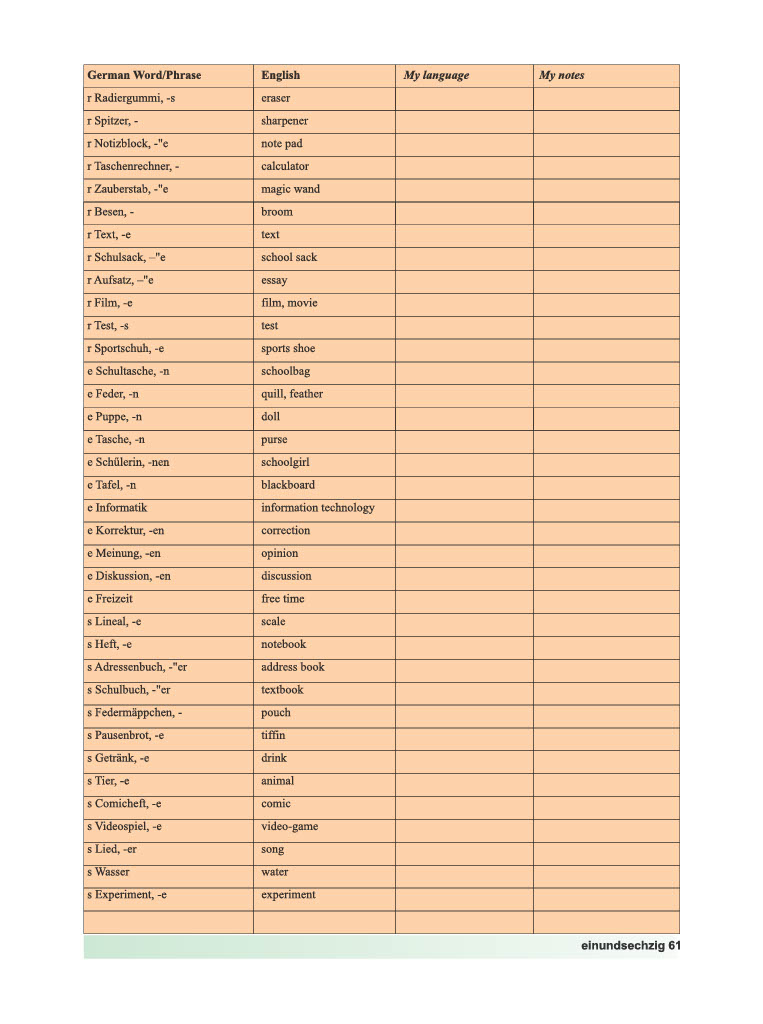 German Word/Phrase English My language My notes
r Radiergummi, -s eraser
r Spitzer, - sharpener
r Notizblock, -"e note pad
r Taschenrechner, - calculator
r Zauberstab, -"e magic wand
r Besen, - broom
r Text, -e text
r Schulsack, –"e school sack
r Aufsatz, –"e essay
r Film, -e film, movie
r Test, -s test
r Sportschuh, -e sports shoe
e Schultasche, -n schoolbag
e Feder, -n quill, feather
e Puppe, -n doll
e Tasche, -n purse
e Schülerin, -nen schoolgirl
e Tafel, -n blackboard
e Informatik information technology
e Korrektur, -en correction
e Meinung, -en opinion
e Diskussion, -en discussion
e Freizeit free time
s Lineal, -e scale
s Heft, -e notebook
s Adressenbuch, -"er address book
s Schulbuch, -"er textbook
s Federmäppchen, - pouch
s Pausenbrot, -e tiffin
s Getränk, -e drink
s Tier, -e animal
s Comicheft, -e comic
s Videospiel, -e video-game
s Lied, -er song
s Wasser water
s Experiment, -e experiment
einundsechzig 61